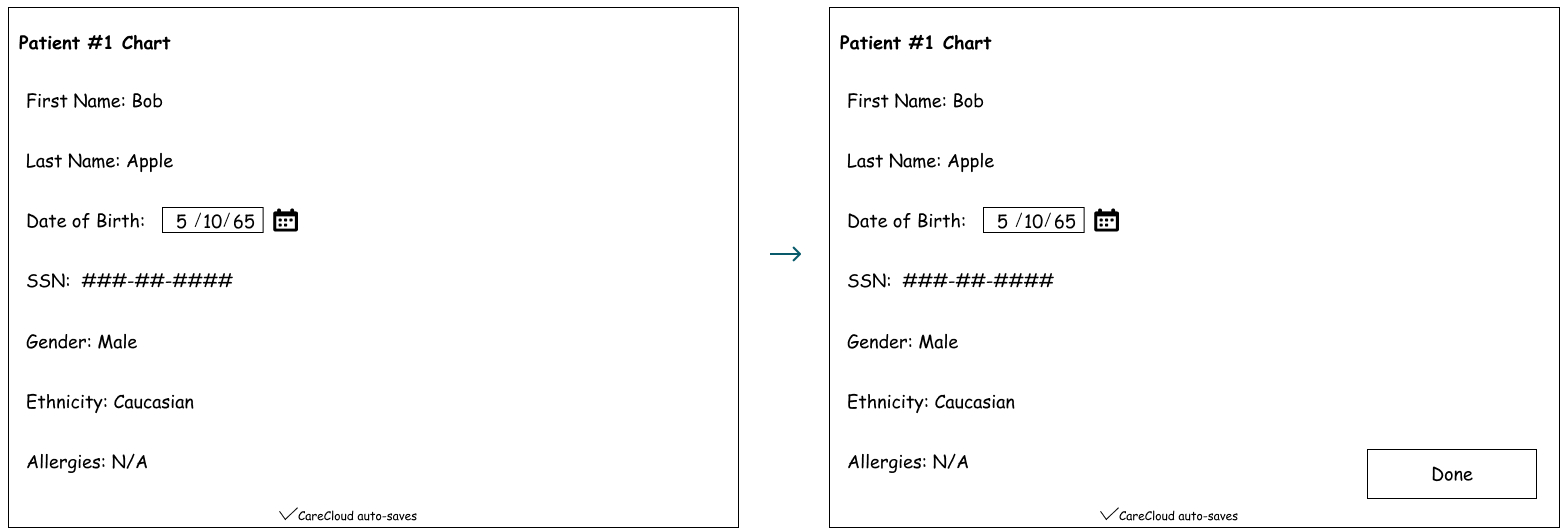 Patient #1 Chart
First Name: Bob
Last Name: Apple
Date of Birth: 5 /10/ 65
SSN: ###-##-####
Gender: Male
Ethnicity: Caucasian
Allergies: N/A
CareCloud auto-saves
Patient #1 Chart
First Name: Bob
Last Name: Apple
Date of Birth: 5 /10/ 65
SSN: ###-##-####
Gender: Male
Ethnicity: Caucasian
Allergies: N/A
Done
CareCloud auto-saves